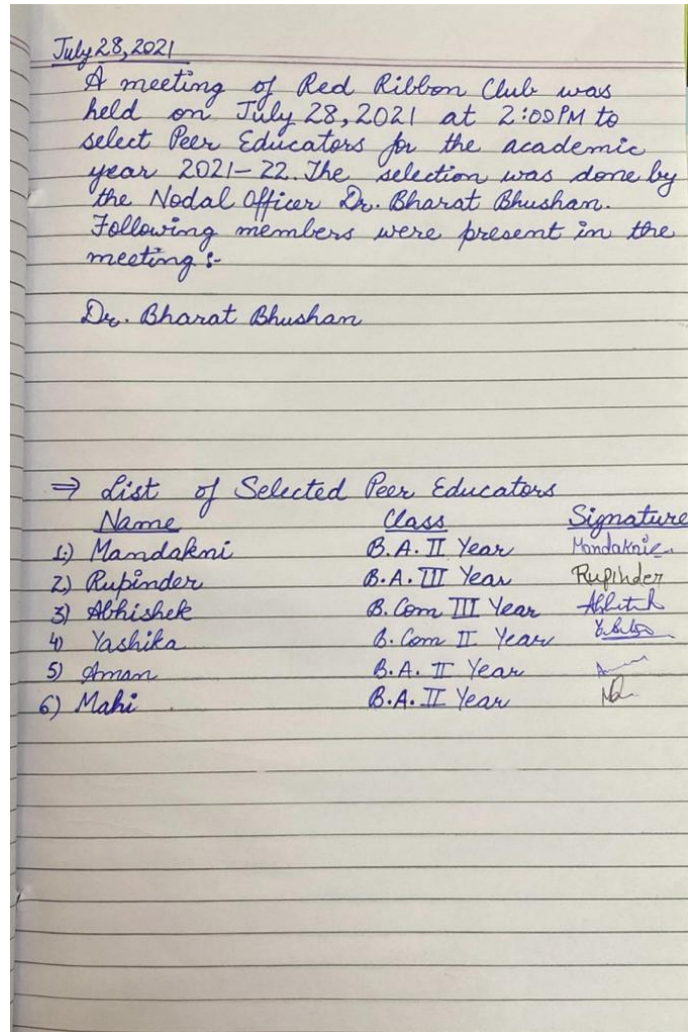 July 28, 2021
A meeting of Red Ribbon Club was
held on July 28, 2021 at 2:00 PM to
select Peer Educators for the academic
year 2021-22. The selection was done by
the Nodal Officer Dr. Bharat Bhushan.
Following members were present in the
meeting :-
Dr. Bharat Bhushan
⇒ List of Selected Peer Educators
Name Class Signature
1.) Mandakni B.A. II Year
2.) Rupinder B.A. III Year Rupinder
3) Abhishek B. Com III Year
4) Yashika B. Com II Year
5) Aman B.A. II Year
6) Mahi B.A. II Year